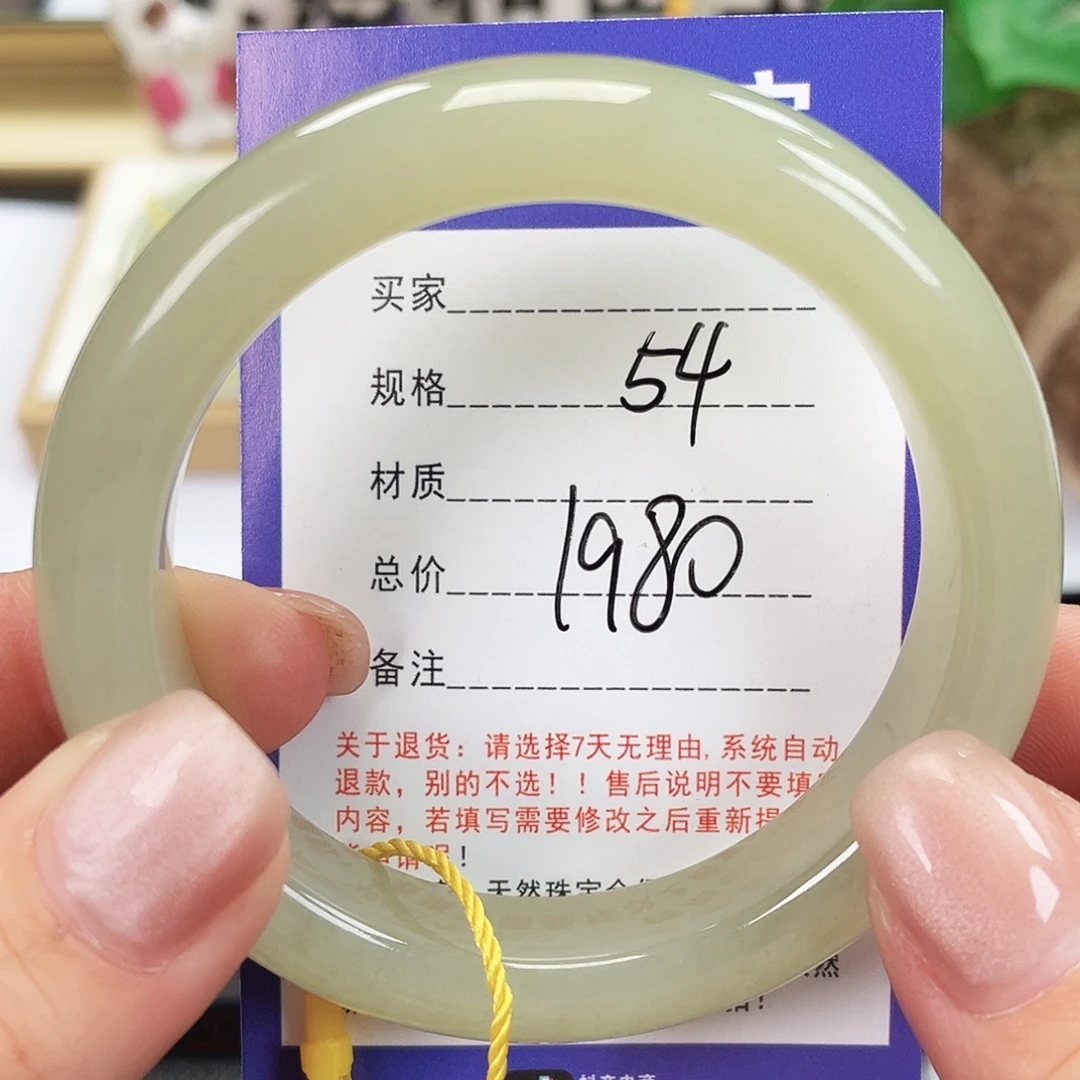 买家
规格 54
材质
总价 1980
备注
关于退货：请选择7天无理由，系统自动
退款，别的不选！！售后说明不要填
内容，若填写需要修改之后重新提
申请 ！
天然珠宝